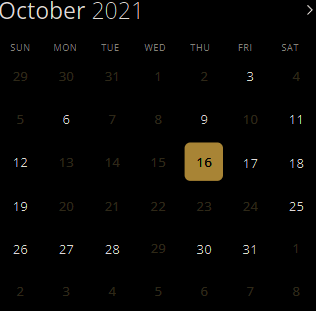 October 2021
SUN MON TUE WED THU FRI SAT
29 30 31 1 2 3 4
5 6 7 8 9 10 11
12 13 14 15 16 17 18
19 20 21 22 23 24 25
26 27 28 29 30 31 1
2 3 4 5 6 7 8